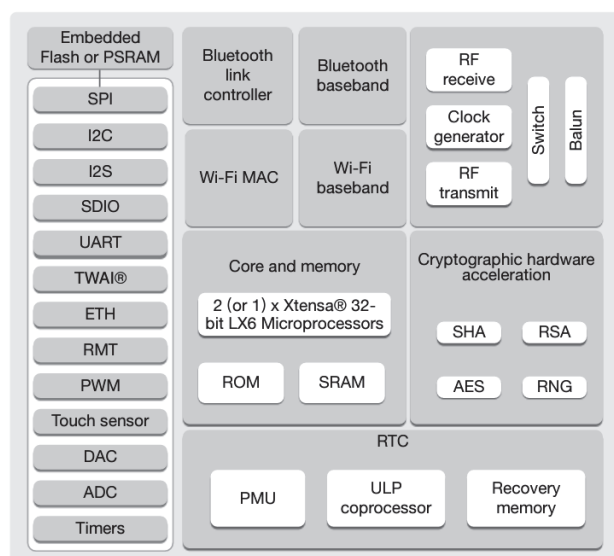 Embedded
Flash or PSRAM
SPI
I2C
I2S
SDIO
UART
TWAI®
ETH
RMT
PWM
Touch sensor
DAC
ADC
Timers
Bluetooth
link
controller
Bluetooth
baseband
Wi-Fi MAC
Wi-Fi
baseband
RF
receive
Clock
generator
RF
transmit
Switch
Balun
Core and memory
2 (or 1) x Xtensa® 32-
bit LX6 Microprocessors
ROM
SRAM
Cryptographic hardware
acceleration
SHA
RSA
AES
RNG
RTC
PMU
ULP
coprocessor
Recovery
memory